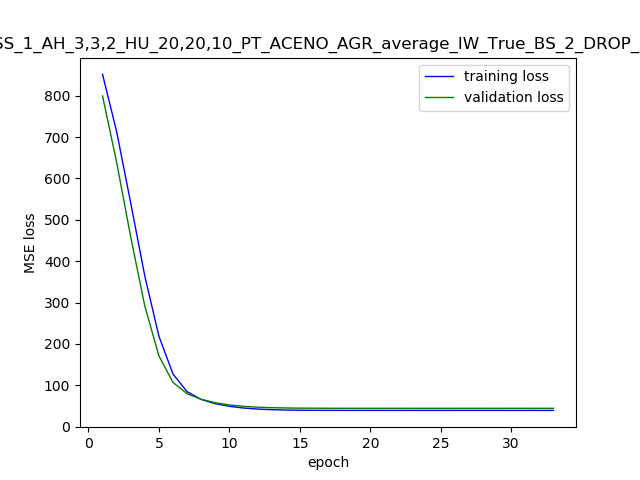 SS_1_AH_3,3,2_HU_20,20,10_PT_ACENO_AGR_average_IW_True_BS_2_DROP_
training loss
validation loss
800
700
600
500
400
300
200
100
0
MSE loss
0 5 10 15 20 25 30
epoch